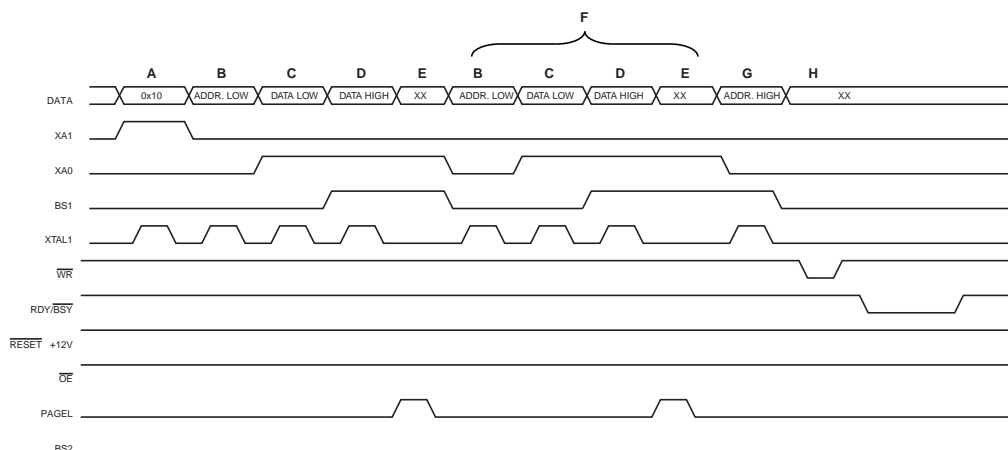 F
A B C D E B C D E G H
DATA 0x10 ADDR. LOW DATA LOW DATA HIGH XX ADDR. LOW DATA LOW DATA HIGH XX ADDR. HIGH XX
XA1
XA0
BS1
XTAL1
WR
RDY/BSY
RESET +12V
OE
PAGEL
BS2